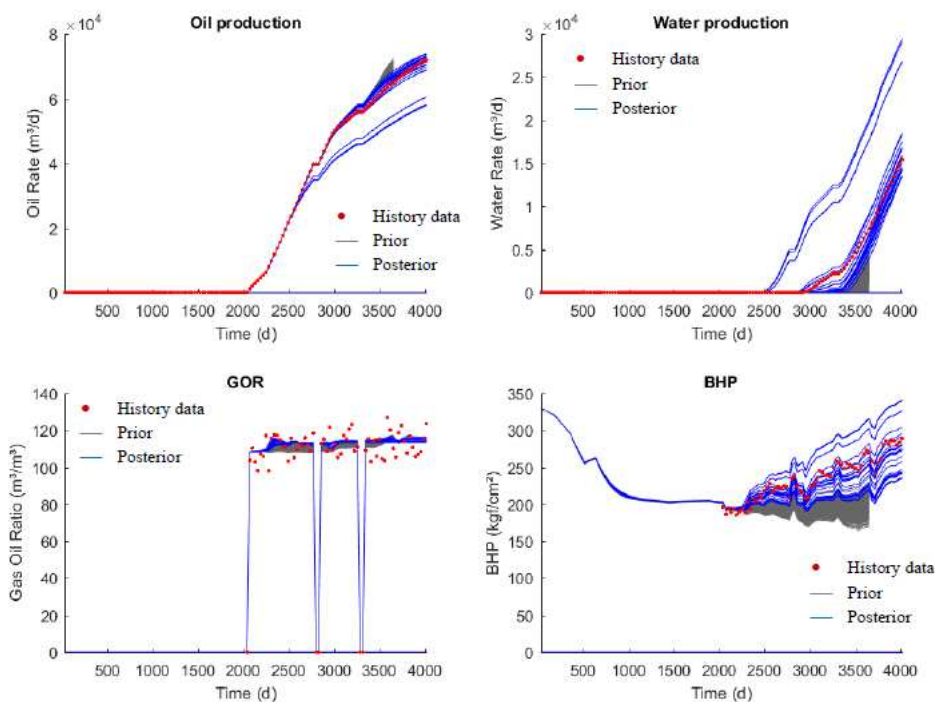 Oil production
× 10⁴
8
6
4
2
0
Oil Rate (m³/d)
History data
Prior
Posterior
500 1000 1500 2000 2500 3000 3500 4000
Time (d)
Water production
× 10⁴
3
2.5
2
1.5
1
0.5
0
Water Rate (m³/d)
History data
Prior
Posterior
500 1000 1500 2000 2500 3000 3500 4000
Time (d)
GOR
140
120
100
80
60
40
20
0
Gas Oil Ratio (m³/m³)
History data
Prior
Posterior
500 1000 1500 2000 2500 3000 3500 4000
Time (d)
BHP
350
300
250
200
150
100
50
0
BHP (kgf/cm²)
History data
Prior
Posterior
500 1000 1500 2000 2500 3000 3500 4000
Time (d)